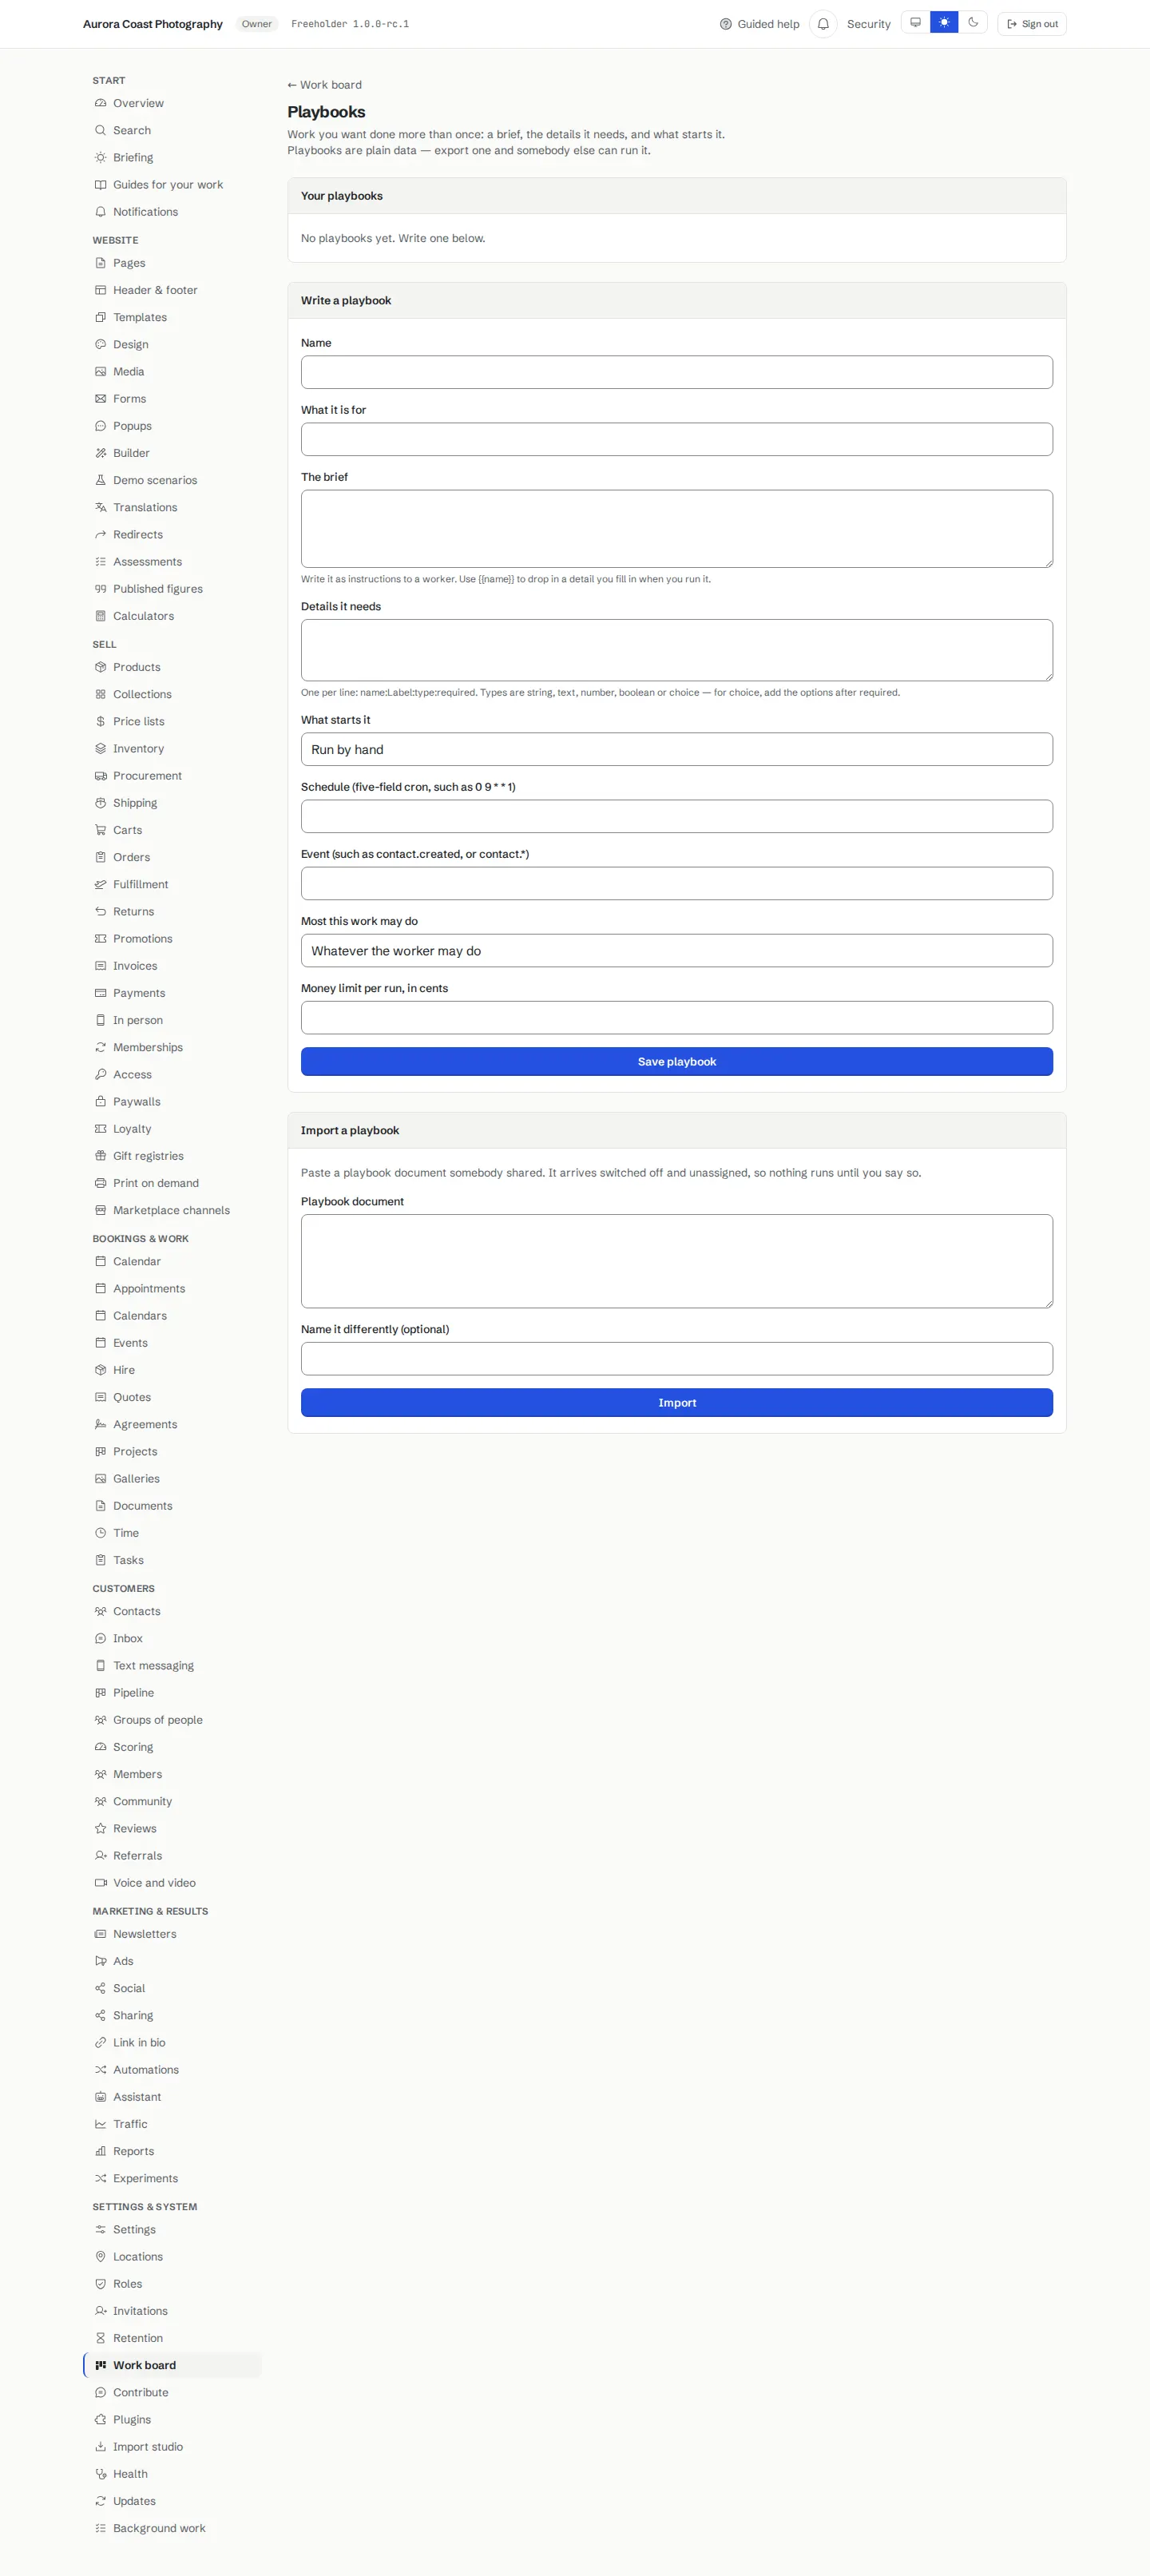 Aurora Coast Photography
Owner
Freeholder 1.0.0-rc.1
Guided help
Security
Sign out
START
Overview
Search
Briefing
Guides for your work
Notifications
WEBSITE
Pages
Header & footer
Templates
Design
Media
Forms
Popups
Builder
Demo scenarios
Translations
Redirects
Assessments
Published figures
Calculators
SELL
Products
Collections
Price lists
Inventory
Procurement
Shipping
Carts
Orders
Fulfillment
Returns
Promotions
Invoices
Payments
In person
Memberships
Access
Paywalls
Loyalty
Gift registries
Print on demand
Marketplace channels
BOOKINGS & WORK
Calendar
Appointments
Calendars
Events
Hire
Quotes
Agreements
Projects
Galleries
Documents
Time
Tasks
CUSTOMERS
Contacts
Inbox
Text messaging
Pipeline
Groups of people
Scoring
Members
Community
Reviews
Referrals
Voice and video
MARKETING & RESULTS
Newsletters
Ads
Social
Sharing
Link in bio
Automations
Assistant
Traffic
Reports
Experiments
SETTINGS & SYSTEM
Settings
Locations
Roles
Invitations
Retention
Work board
Contribute
Plugins
Import studio
Health
Updates
Background work
← Work board
Playbooks
Work you want done more than once: a brief, the details it needs, and what starts it.
Playbooks are plain data — export one and somebody else can run it.
Your playbooks
No playbooks yet. Write one below.
Write a playbook
Name
What it is for
The brief
Write it as instructions to a worker. Use {{name}} to drop in a detail you fill in when you run it.
Details it needs
One per line: name:Label:type:required. Types are string, text, number, boolean or choice — for choice, add the options after required.
What starts it
Run by hand
Schedule (five-field cron, such as 0 9 * * 1)
Event (such as contact.created, or contact.*)
Most this work may do
Whatever the worker may do
Money limit per run, in cents
Save playbook
Import a playbook
Paste a playbook document somebody shared. It arrives switched off and unassigned, so nothing runs until you say so.
Playbook document
Name it differently (optional)
Import